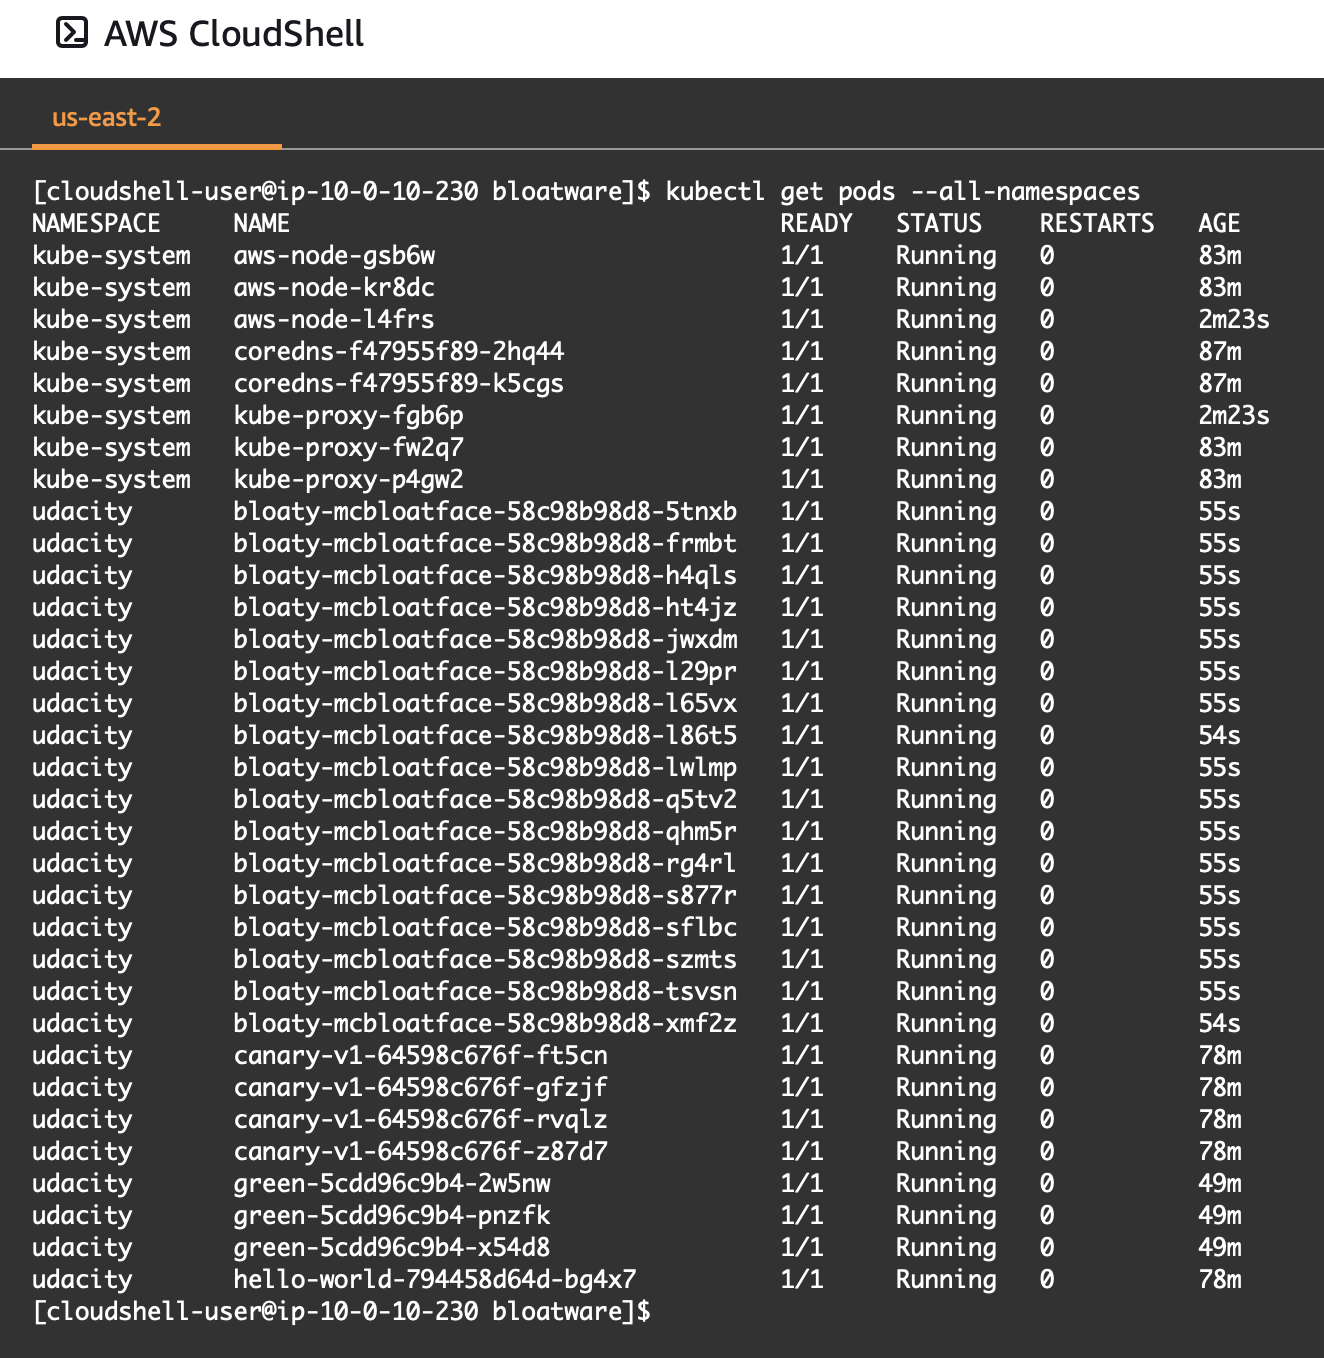 AWS CloudShell
us-east-2
[cloudshell-user@ip-10-0-10-230 bloatware]$ kubectl get pods --all-namespaces
NAMESPACE NAME READY STATUS RESTARTS AGE
kube-system aws-node-gsb6w 1/1 Running 0 83m
kube-system aws-node-kr8dc 1/1 Running 0 83m
kube-system aws-node-l4frs 1/1 Running 0 2m23s
kube-system coredns-f47955f89-2hq44 1/1 Running 0 87m
kube-system coredns-f47955f89-k5cgs 1/1 Running 0 87m
kube-system kube-proxy-fgb6p 1/1 Running 0 2m23s
kube-system kube-proxy-fw2q7 1/1 Running 0 83m
kube-system kube-proxy-p4gw2 1/1 Running 0 83m
udacity bloaty-mcbloatface-58c98b98d8-5tnxb 1/1 Running 0 55s
udacity bloaty-mcbloatface-58c98b98d8-frmbt 1/1 Running 0 55s
udacity bloaty-mcbloatface-58c98b98d8-h4qls 1/1 Running 0 55s
udacity bloaty-mcbloatface-58c98b98d8-ht4jz 1/1 Running 0 55s
udacity bloaty-mcbloatface-58c98b98d8-jwxdm 1/1 Running 0 55s
udacity bloaty-mcbloatface-58c98b98d8-l29pr 1/1 Running 0 55s
udacity bloaty-mcbloatface-58c98b98d8-l65vx 1/1 Running 0 55s
udacity bloaty-mcbloatface-58c98b98d8-l86t5 1/1 Running 0 54s
udacity bloaty-mcbloatface-58c98b98d8-lwlmp 1/1 Running 0 55s
udacity bloaty-mcbloatface-58c98b98d8-q5tv2 1/1 Running 0 55s
udacity bloaty-mcbloatface-58c98b98d8-qhm5r 1/1 Running 0 55s
udacity bloaty-mcbloatface-58c98b98d8-rg4rl 1/1 Running 0 55s
udacity bloaty-mcbloatface-58c98b98d8-s877r 1/1 Running 0 55s
udacity bloaty-mcbloatface-58c98b98d8-sflbc 1/1 Running 0 55s
udacity bloaty-mcbloatface-58c98b98d8-szmts 1/1 Running 0 55s
udacity bloaty-mcbloatface-58c98b98d8-tsvsn 1/1 Running 0 55s
udacity bloaty-mcbloatface-58c98b98d8-xmf2z 1/1 Running 0 54s
udacity canary-v1-64598c676f-ft5cn 1/1 Running 0 78m
udacity canary-v1-64598c676f-gfzjf 1/1 Running 0 78m
udacity canary-v1-64598c676f-rvqlz 1/1 Running 0 78m
udacity canary-v1-64598c676f-z87d7 1/1 Running 0 78m
udacity green-5cdd96c9b4-2w5nw 1/1 Running 0 49m
udacity green-5cdd96c9b4-pnzfk 1/1 Running 0 49m
udacity green-5cdd96c9b4-x54d8 1/1 Running 0 49m
udacity hello-world-794458d64d-bg4x7 1/1 Running 0 78m
[cloudshell-user@ip-10-0-10-230 bloatware]$